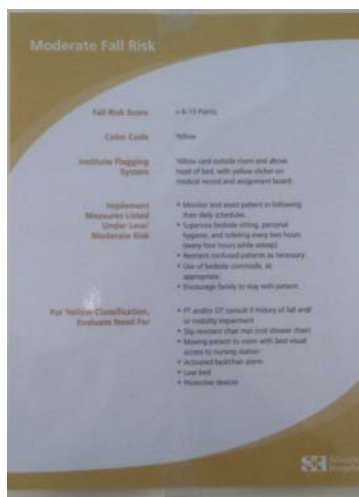 Moderate Fall Risk
Fall Risk Score
> 6-13 Points
Color Code
Yellow
Institute Flagging
System
Yellow card outside room and above
head of bed, with yellow sticker on
medical record and assignment board.
Implement
Measures Listed
Under Low/
Moderate Risk
• Monitor and assist patient in following
their daily schedules.
• Supervise bedside sitting, personal
hygiene, and toileting every two hours
(every four hours while asleep).
• Reorient confused patients as necessary.
• Use of bedside commode, as
appropriate.
• Encourage family to stay with patient.
For Yellow Classification,
Evaluate Need For
• PT and/or OT consult if history of fall and/
or mobility impairment
• Slip resistant chair mat (not shower chair)
• Moving patient to room with best visual
access to nursing station
• Activated bed/chair alarm
• Low bed
• Protective devices